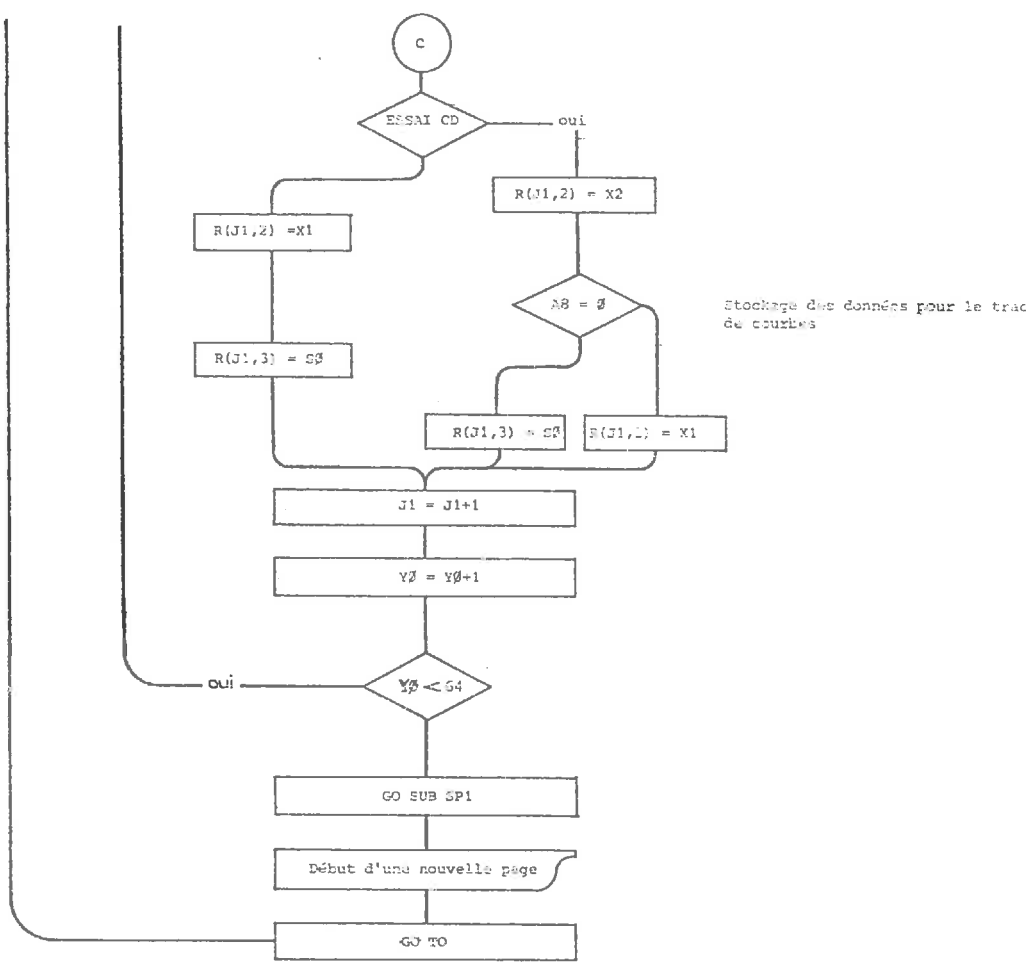 C
ESSAI CD
oui
R(J1,2) = X2
R(J1,2) =X1
A8 = Ø
Stockage des données pour le trac
de courbes
R(J1,3) = SØ
R(J1,3) = SØ
= X1
J1 = J1+1
YØ = YØ+1
oui
YØ < 64
GO SUB SP1
Début d'une nouvelle page
GO TO